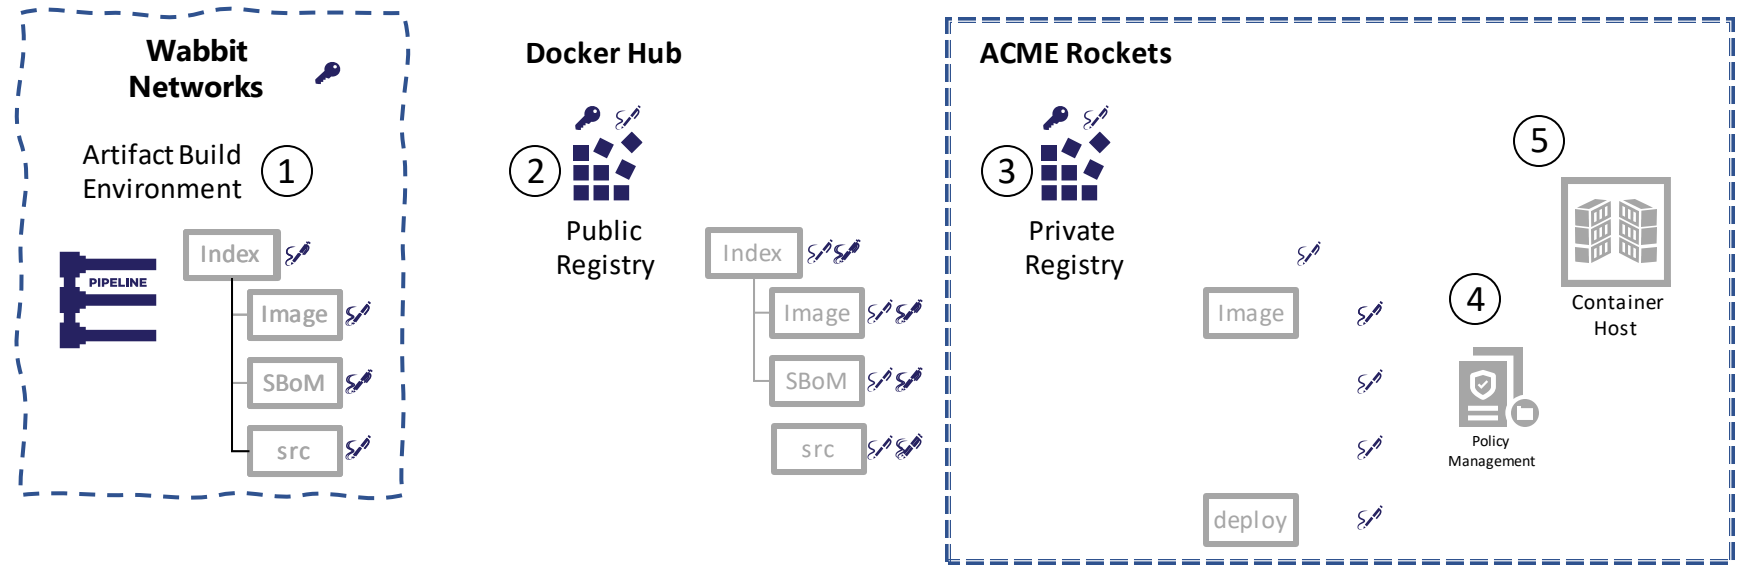 Wabbit
Networks
Artifact Build
Environment
1
PIPELINE
Index
Image
SBoM
src
Docker Hub
2
Public
Registry
Index
Image
SBoM
src
ACME Rockets
3
Private
Registry
Image
deploy
4
Policy
Management
5
Container
Host